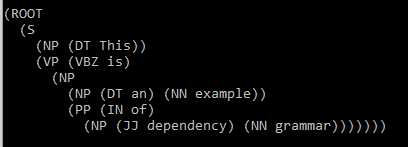 (ROOT
(S
(NP (DT This))
(VP (VBZ is)
(NP
(NP (DT an) (NN example))
(PP (IN of)
(NP (JJ dependency) (NN grammar)))))))